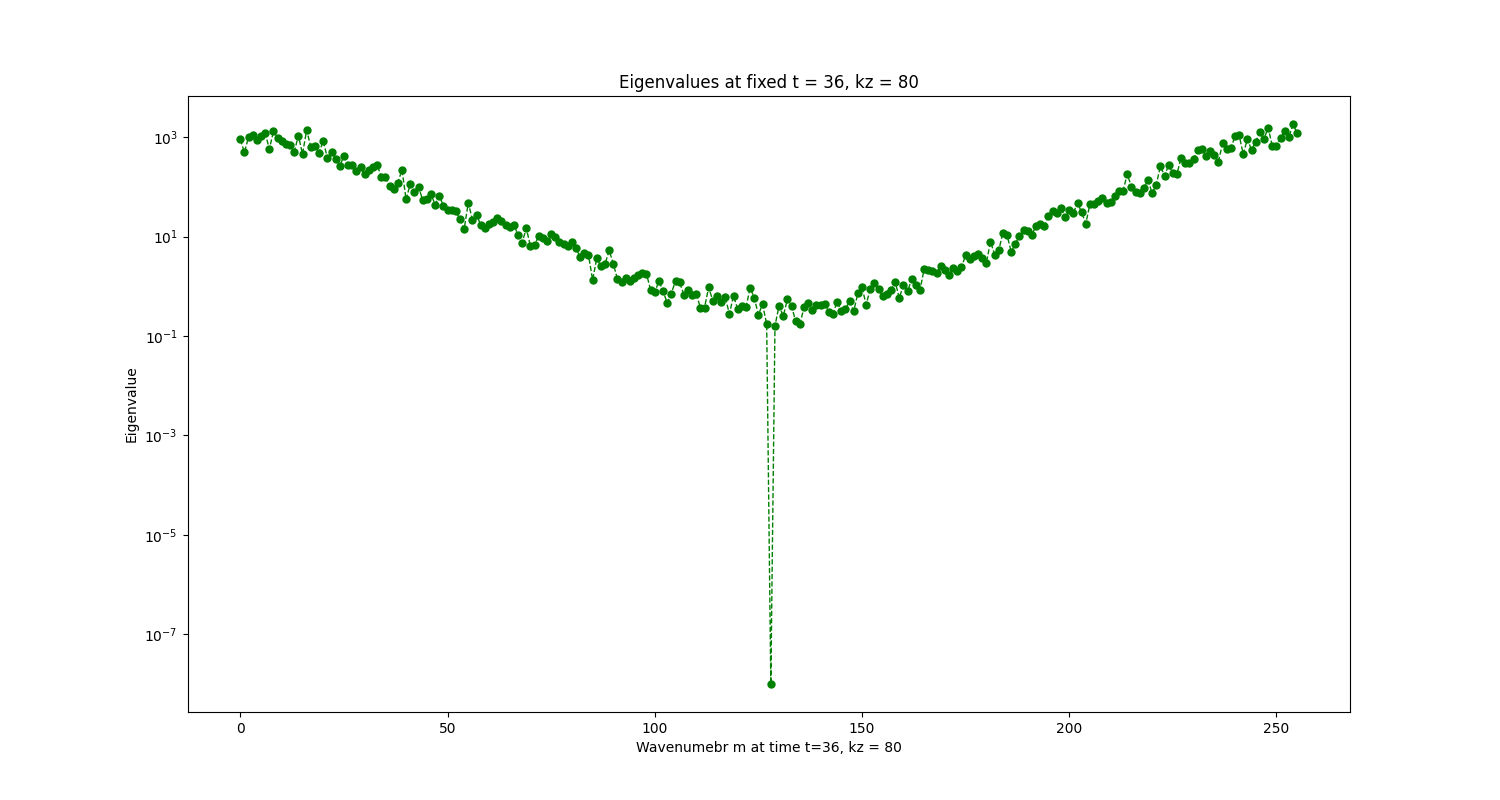 Eigenvalues at fixed t = 36, kz = 80
10³
10¹
10⁻¹
10⁻³
10⁻⁵
10⁻⁷
Eigenvalue
0 50 100 150 200 250
Wavenumebr m at time t=36, kz = 80